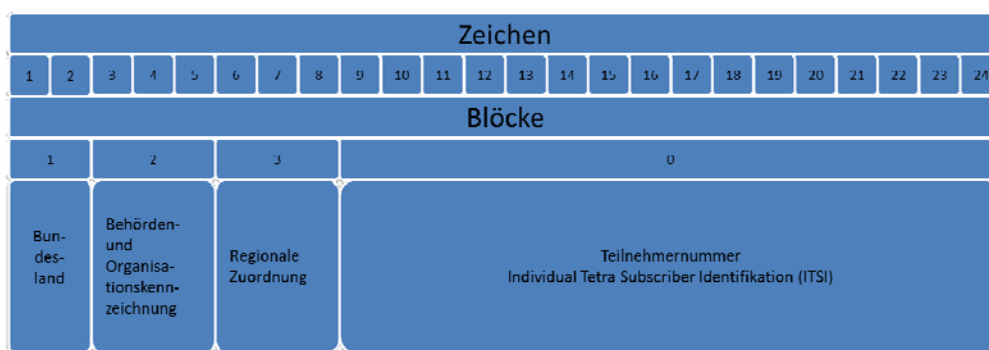 Zeichen
1 2 3 4 5 6 7 8 9 10 11 12 13 14 15 16 17 18 19 20 21 22 23 24
Blöcke
1 2 3 0
Bun-
des-
land
Behörden-
und
Organisa-
tionskenn-
zeichnung
Regionale
Zuordnung
Teilnehmernummer
Individual Tetra Subscriber Identifikation (ITSI)